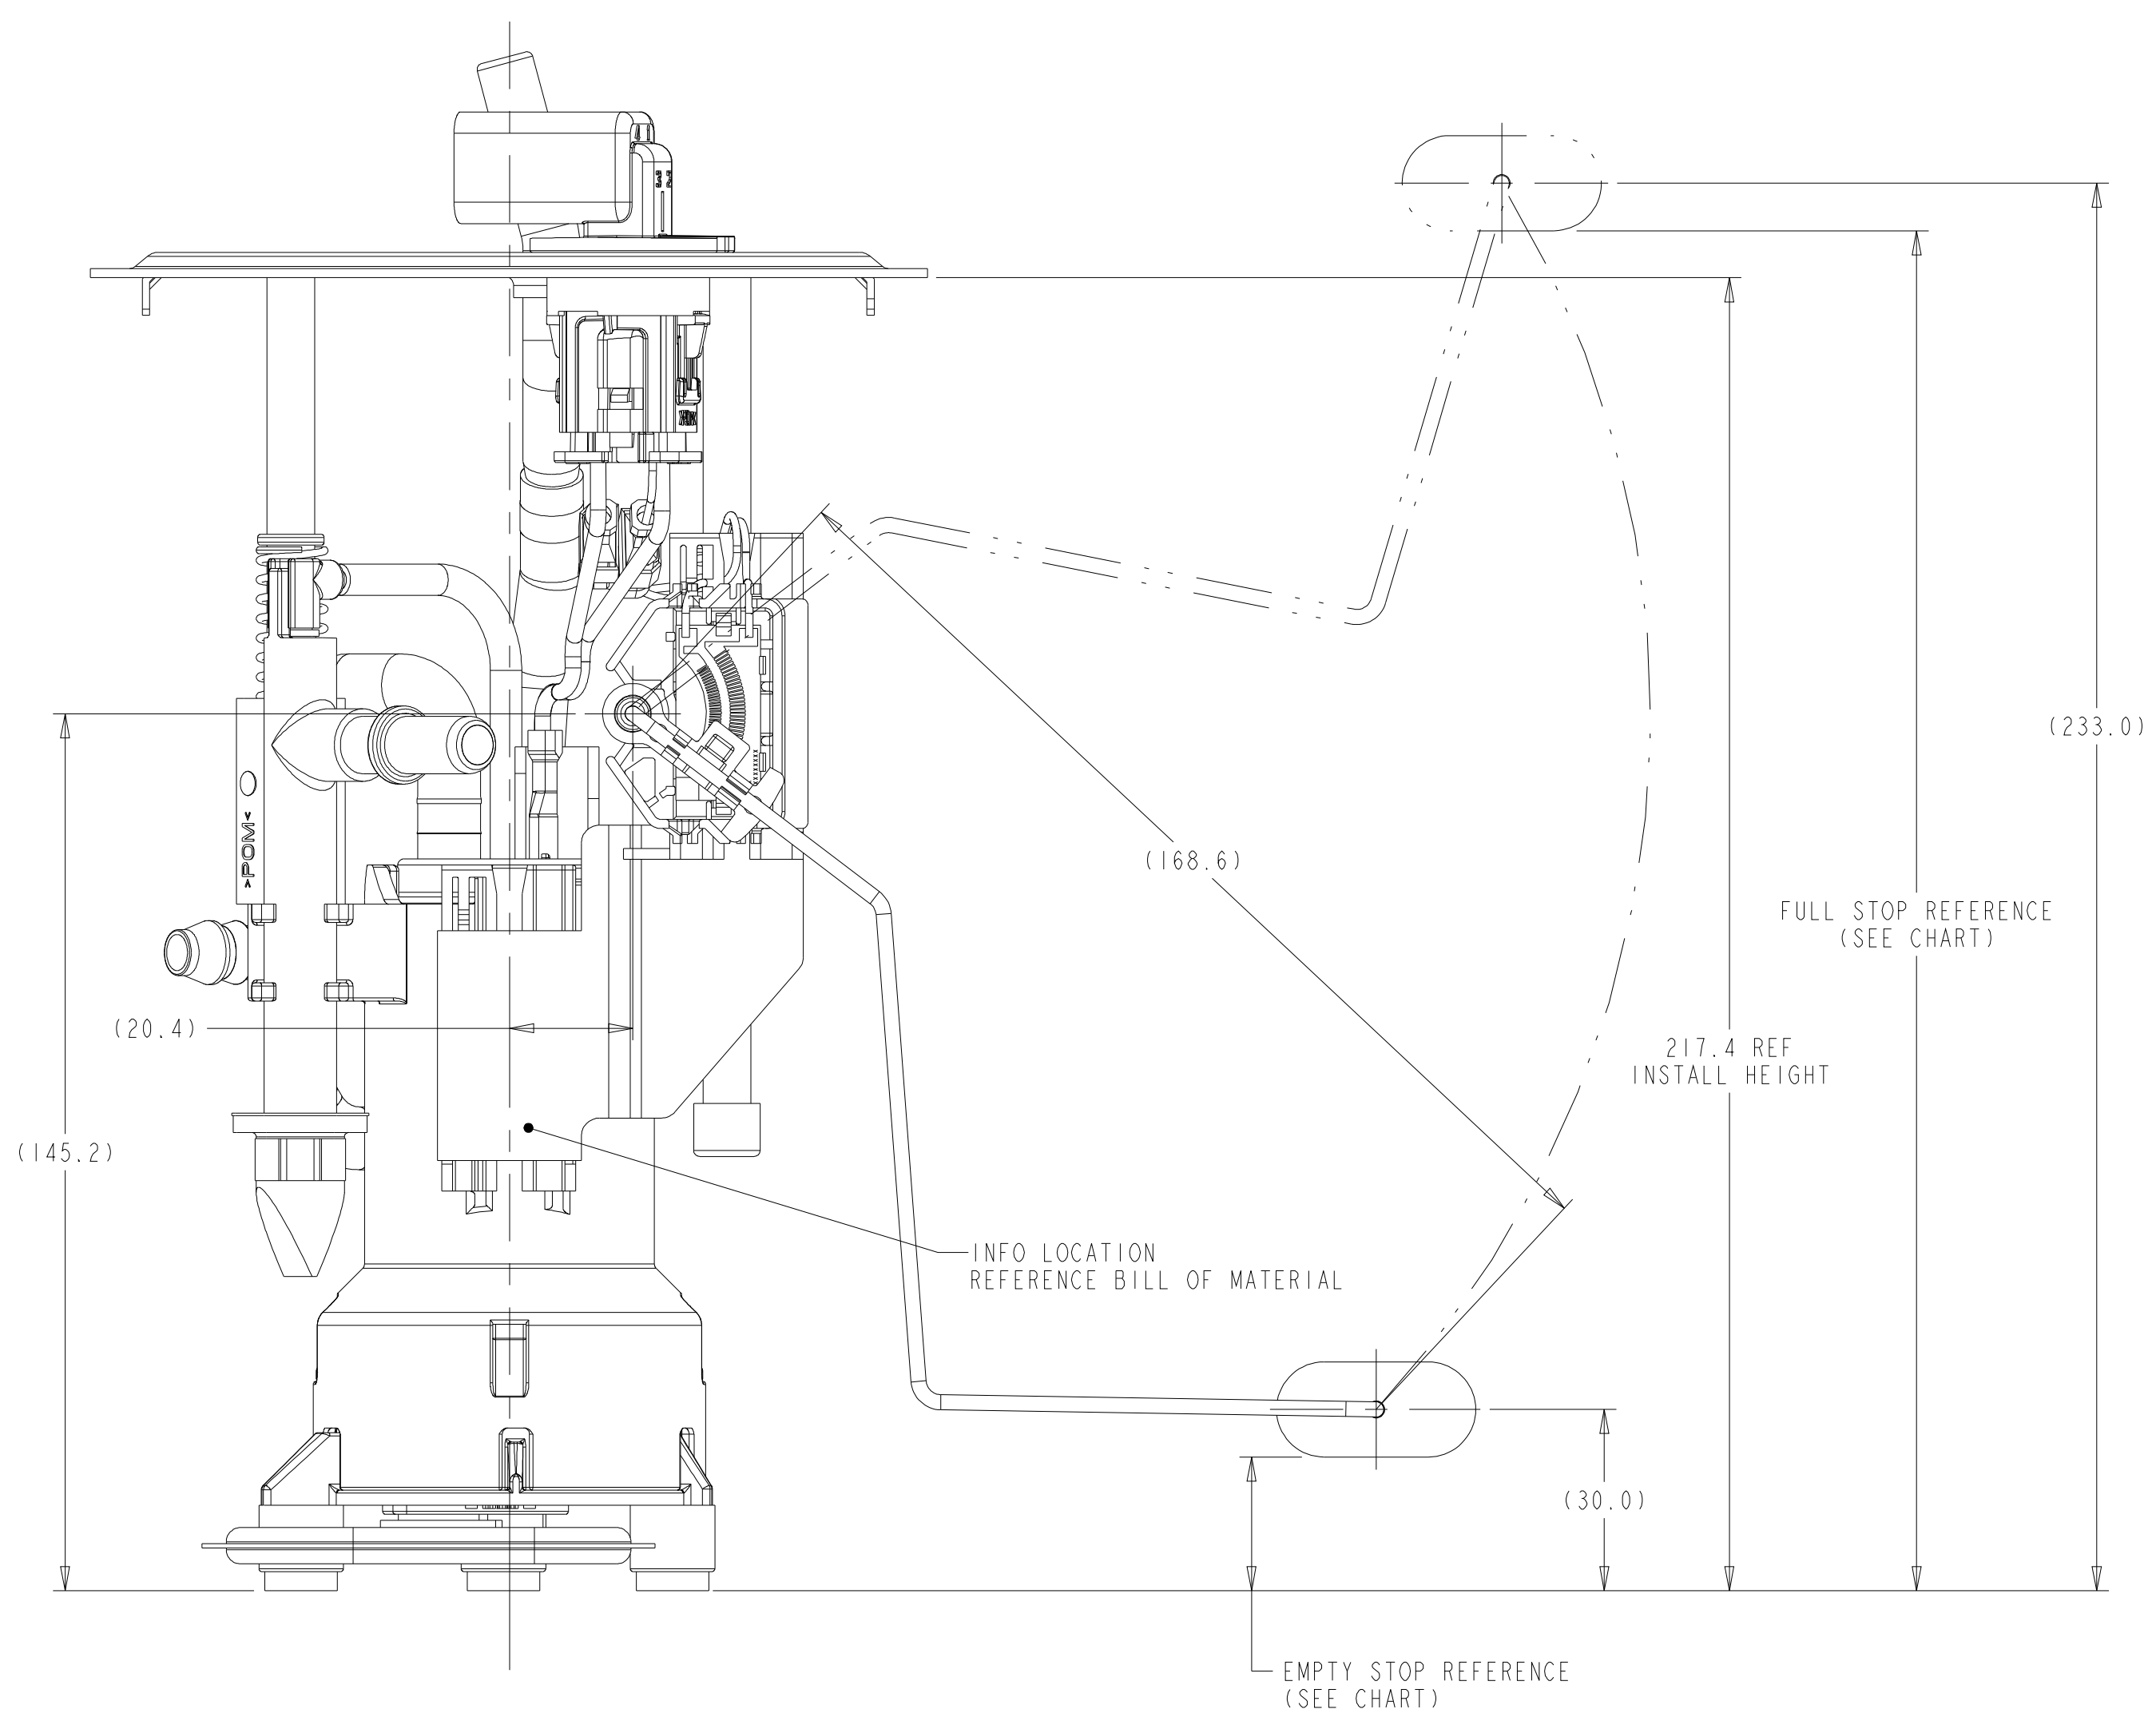 (233.0)
>POM<
(168.6)
FULL STOP REFERENCE
(SEE CHART)
(20.4)
217.4 REF
INSTALL HEIGHT
(145.2)
INFO LOCATION
REFERENCE BILL OF MATERIAL
(30.0)
EMPTY STOP REFERENCE
(SEE CHART)